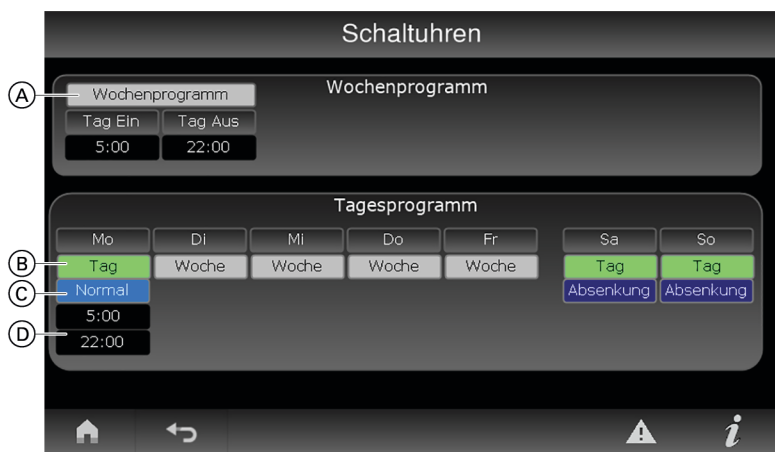 Schaltuhren
Wochenprogramm
A Wochenprogramm
Tag Ein Tag Aus
5:00 22:00
Tagesprogramm
Mo Di Mi Do Fr Sa So
B Tag Woche Woche Woche Woche Tag Tag
C Normal Absenkung Absenkung
5:00
D
22:00
i